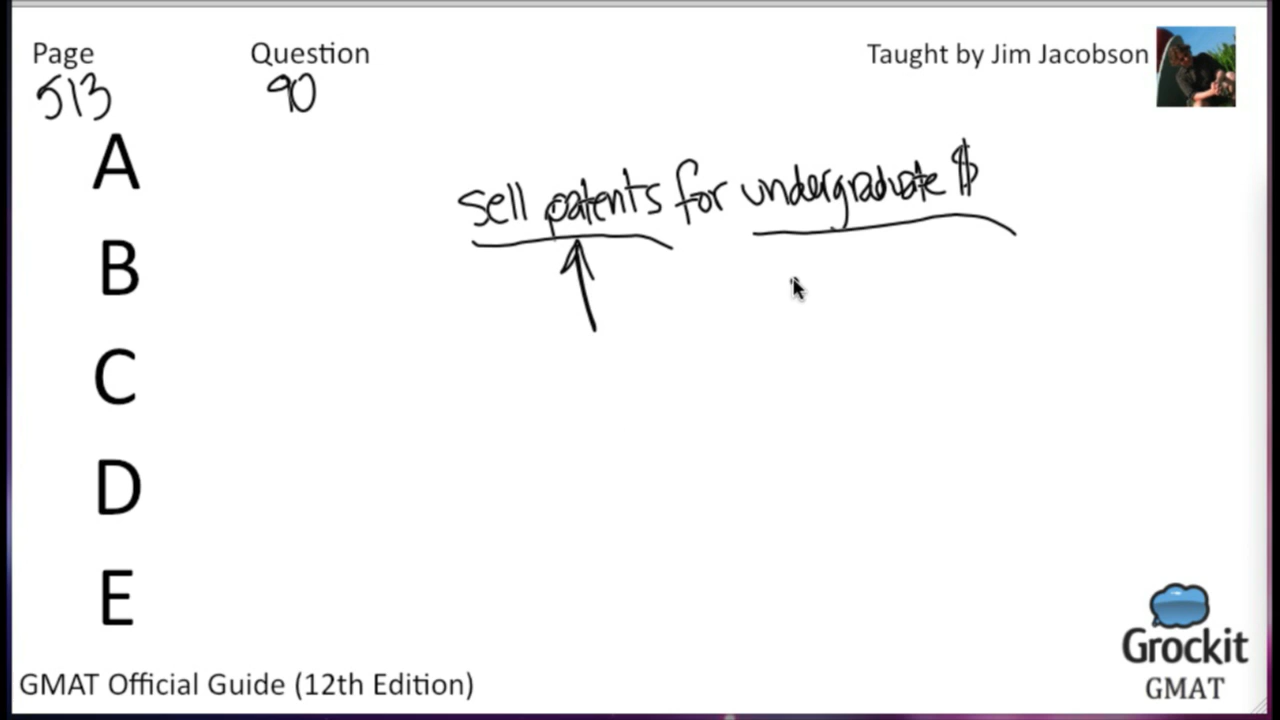 Page Question Taught by Jim Jacobson
513 90
A
sell patents for undergraduate $
B
C
D
E
Grockit
GMAT
GMAT Official Guide (12th Edition)